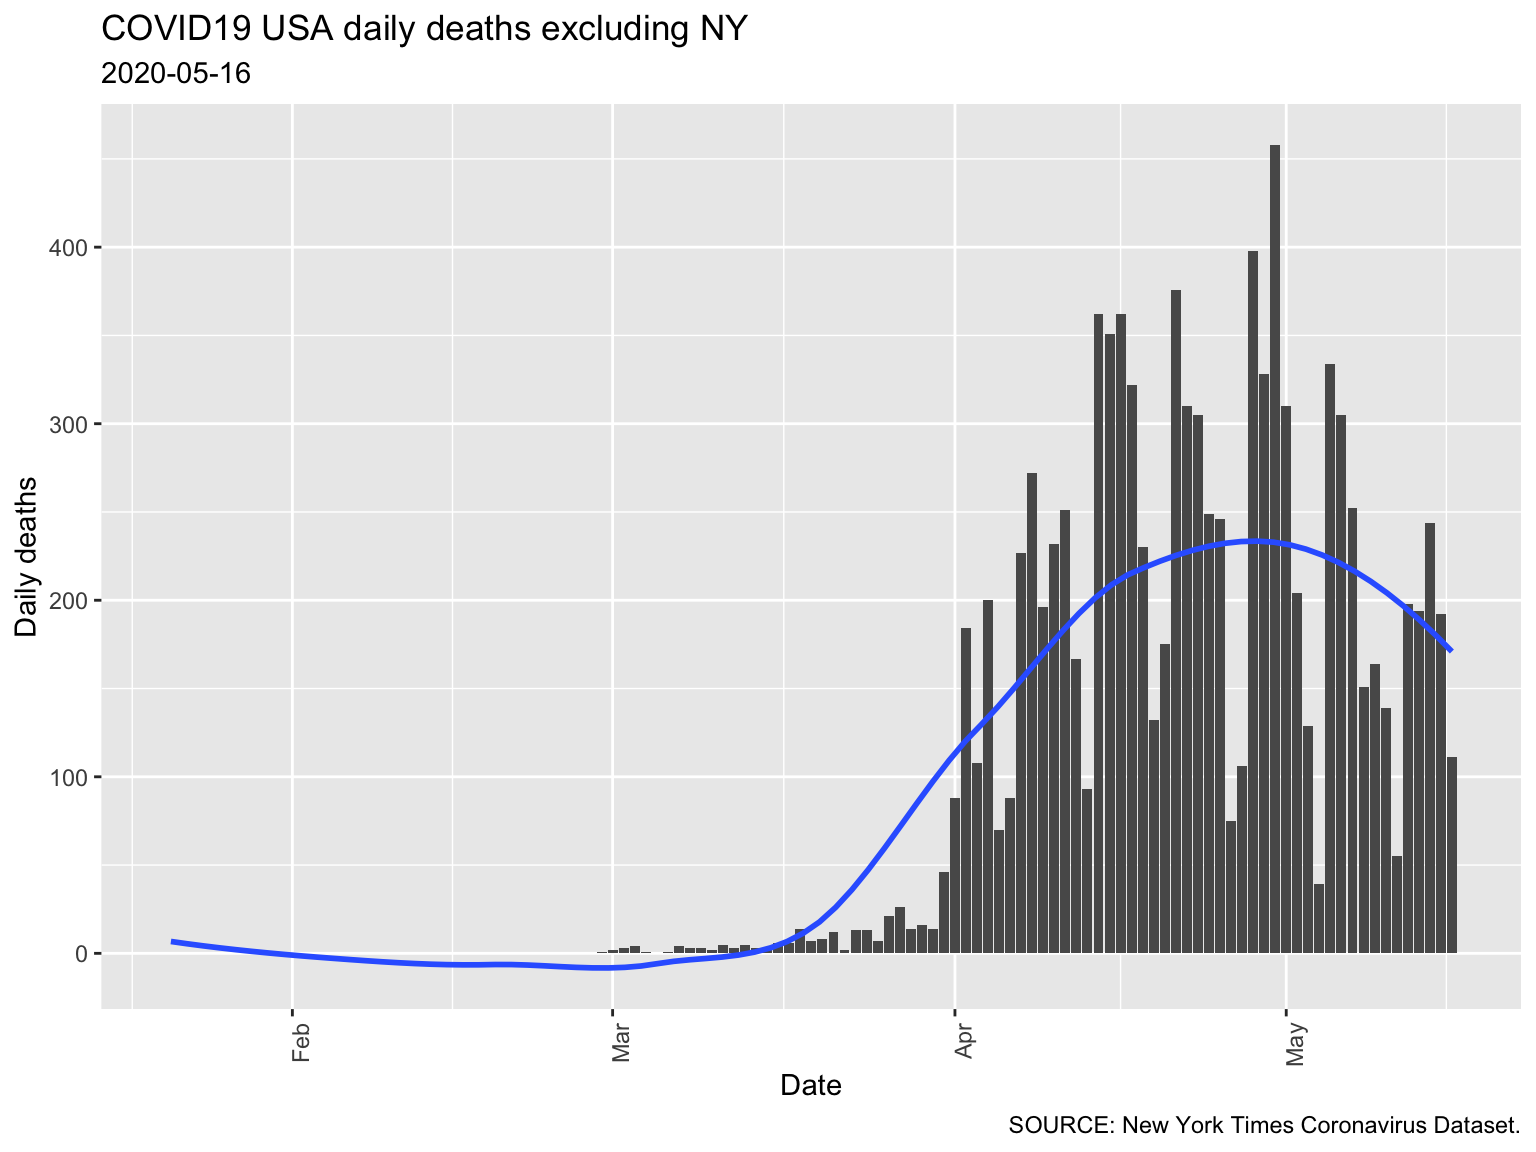 COVID19 USA daily deaths excluding NY
2020-05-16
Daily deaths
400
300
200
100
0
Feb
Mar
Apr
May
Date
SOURCE: New York Times Coronavirus Dataset.